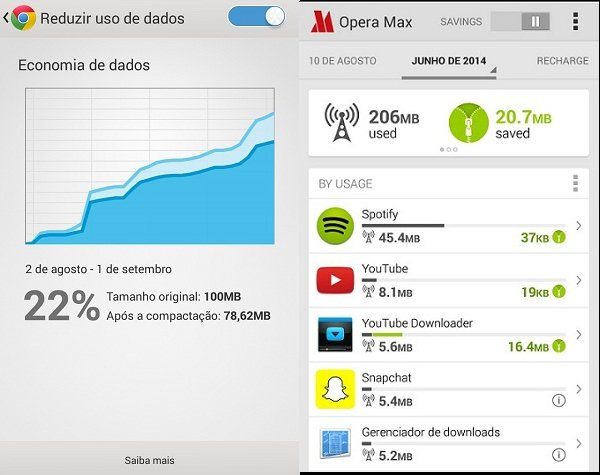 Reduzir uso de dados
Economia de dados
2 de agosto - 1 de setembro
22%
Tamanho original: 100MB
Após a compactação: 78,62MB
Saiba mais
Opera Max SAVINGS
10 DE AGOSTO JUNHO DE 2014 RECHARGE
206MB
used
20.7MB
saved
BY USAGE
Spotify
45.4MB 37KB
YouTube
8.1MB 19KB
YouTube Downloader
5.6MB 16.4MB
Snapchat
5.4MB
Gerenciador de downloads
5.2MB